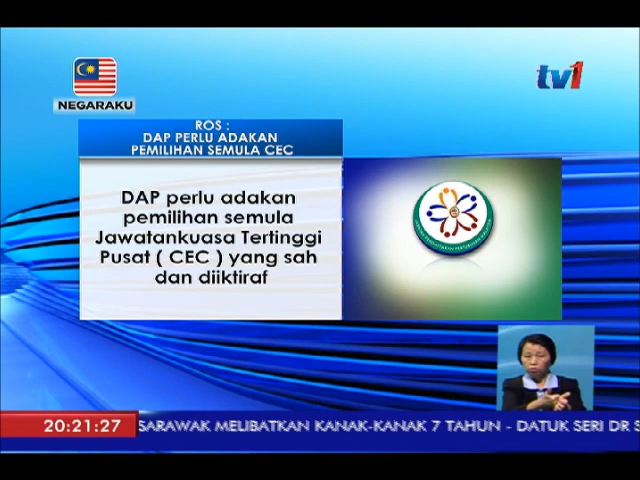 tv1
NEGARAKU
ROS :
DAP PERLU ADAKAN
PEMILIHAN SEMULA CEC
DAP perlu adakan
pemilihan semula
Jawatankuasa Tertinggi
Pusat ( CEC ) yang sah
dan diiktiraf
20:21:27
SARAWAK MELIBATKAN KANAK-KANAK 7 TAHUN - DATUK SERI DR S